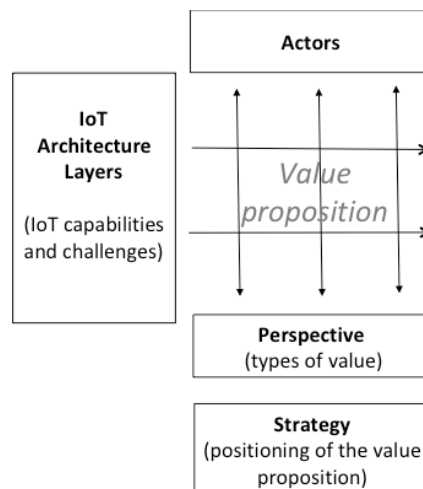 Actors
IoT
Architecture
Layers
(IoT capabilities
and challenges)
Value
proposition
Perspective
(types of value)
Strategy
(positioning of the value
proposition)